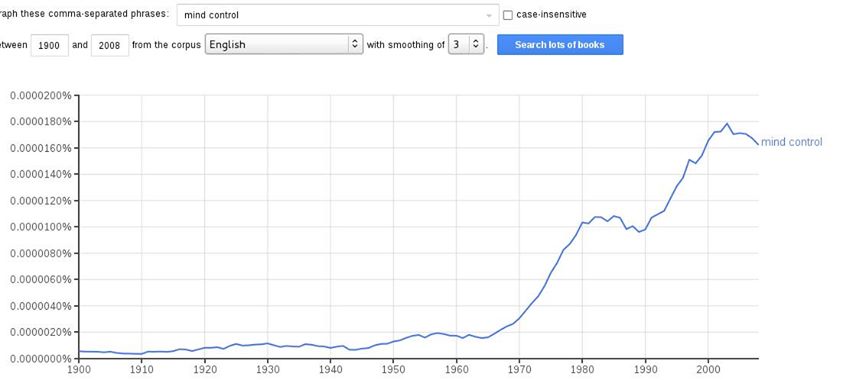 raph these comma-separated phrases: mind control case-insensitive
etween 1900 and 2008 from the corpus English with smoothing of 3 . Search lots of books
0.0000200%
0.0000180%
0.0000160%
mind control
0.0000140%
0.0000120%
0.0000100%
0.0000080%
0.0000060%
0.0000040%
0.0000020%
0.0000000%
1900 1910 1920 1930 1940 1950 1960 1970 1980 1990 2000